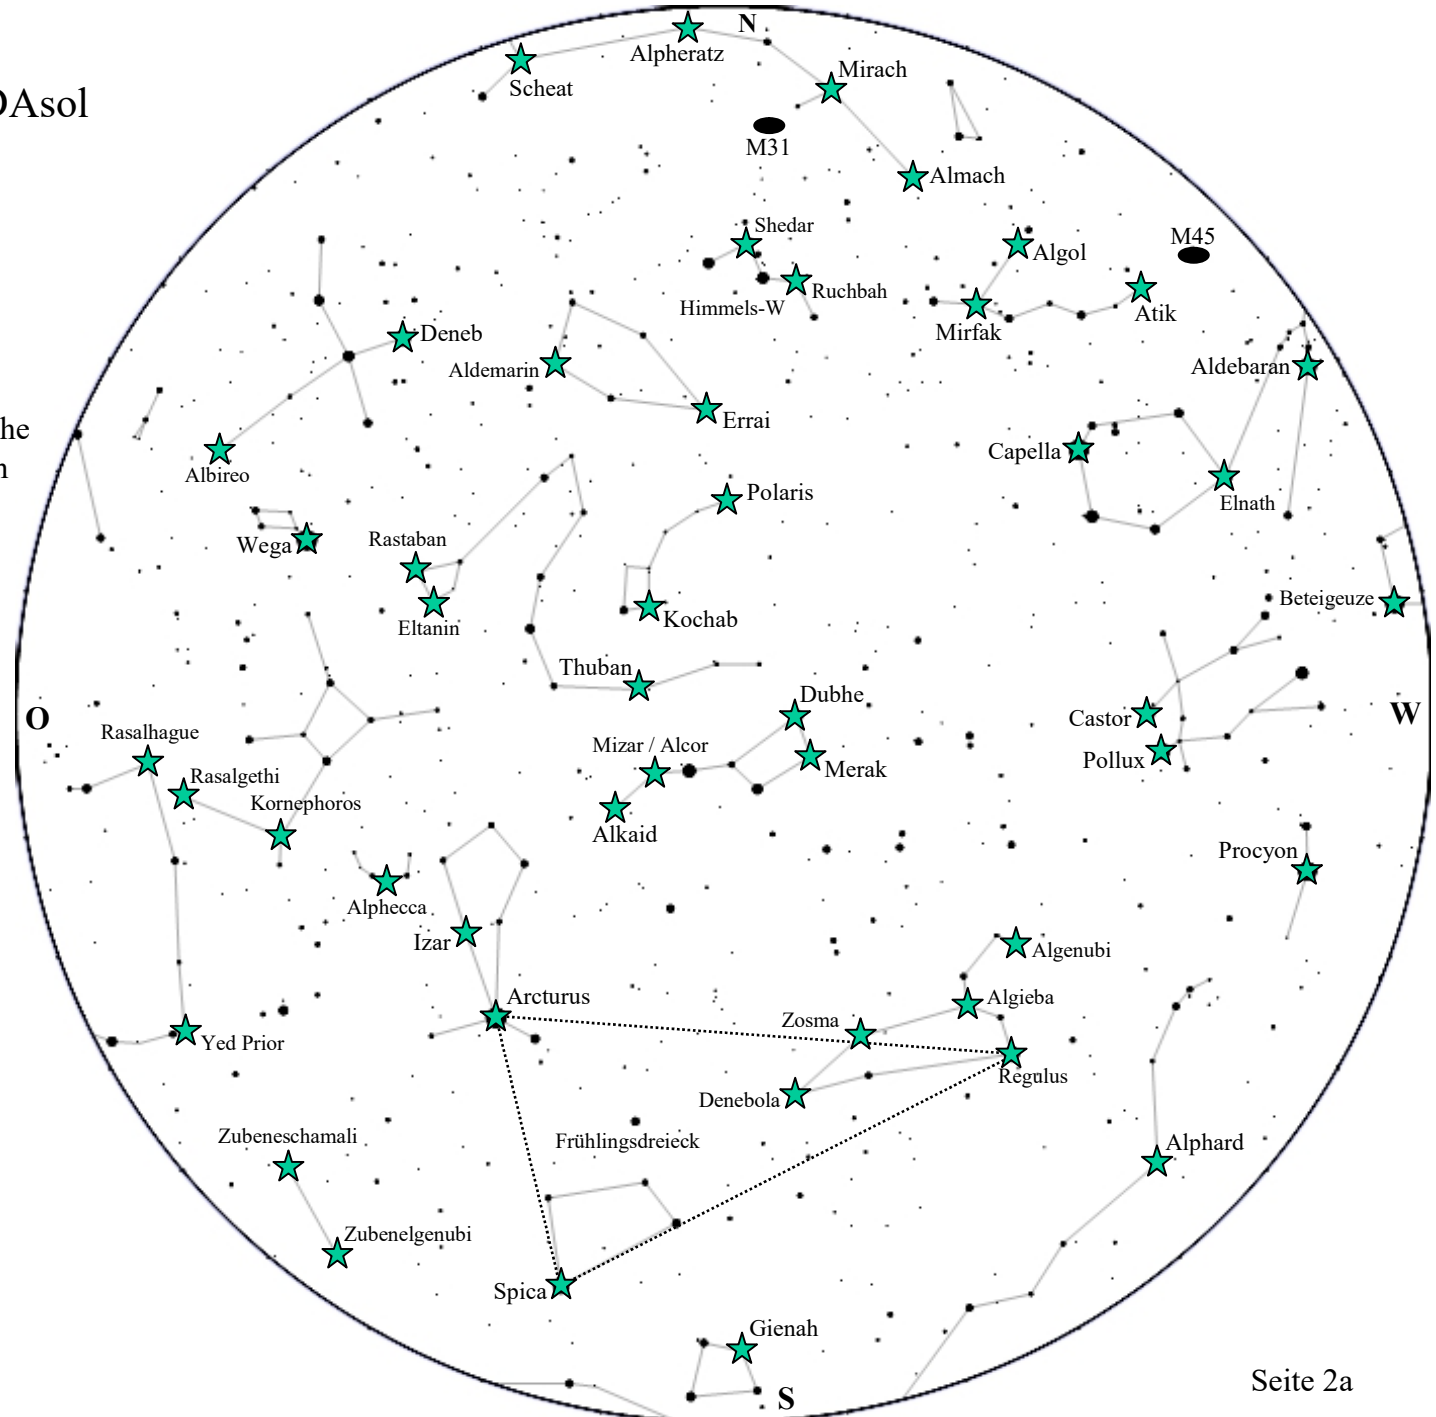 N
Alpheratz
Mirach
Scheat
DAsol
M31
Almach
Shedar
M45
Algol
Ruchbah
Himmels-W
Atik
Mirfak
Deneb
Aldemarin
Aldebaran
Errai
he
n
Capella
Albireo
Polaris
Elnath
Wega
Rastaban
Beteigeuze
Kochab
Eltanin
Thuban
Dubhe
O
Castor
W
Rasalhague
Mizar / Alcor
Pollux
Merak
Rasalgethi
Kornephoros
Alkaid
Procyon
Alphecca
Izar
Algenubi
Arcturus
Algieba
Zosma
Yed Prior
Regulus
Denebola
Zubeneschamali
Frühlingsdreieck
Alphard
Zubenelgenubi
Spica
Gienah
Seite 2a
S